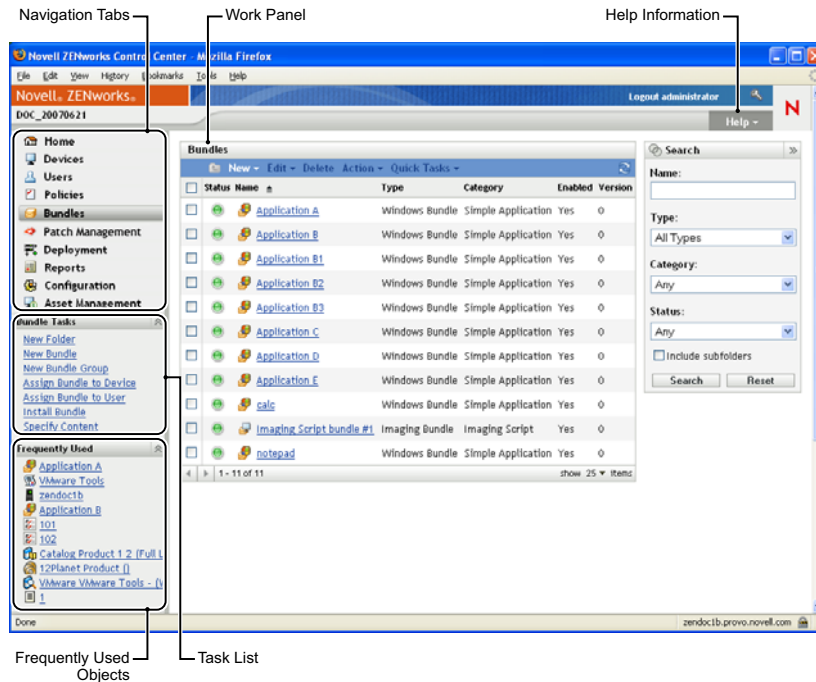 Navigation Tabs
Work Panel
Help Information
Novell ZENworks Control Center - Mozilla Firefox
File Edit View History Bookmarks Tools Help
Novell® ZENworks®
Logout administrator
DOC_20070621
Help
N
Home
Devices
Users
Policies
Bundles
Patch Management
Deployment
Reports
Configuration
Asset Management
Bundle Tasks
New Folder
New Bundle
New Bundle Group
Assign Bundle to Device
Assign Bundle to User
Install Bundle
Specify Content
Frequently Used
Application A
VMware Tools
zendoc1b
Application B
101
102
Catalog Product 1 2 (Full L
12Planet Product ()
VMware VMware Tools - (V
1
Bundles
New Edit Delete Action Quick Tasks
Status Name Type Category Enabled Version
Application A Windows Bundle Simple Application Yes 0
Application B Windows Bundle Simple Application Yes 0
Application B1 Windows Bundle Simple Application Yes 0
Application B2 Windows Bundle Simple Application Yes 0
Application B3 Windows Bundle Simple Application Yes 0
Application C Windows Bundle Simple Application Yes 0
Application D Windows Bundle Simple Application Yes 0
Application E Windows Bundle Simple Application Yes 0
calc Windows Bundle Simple Application Yes 0
Imaging Script bundle #1 Imaging Bundle Imaging Script Yes 0
notepad Windows Bundle Simple Application Yes 0
1 - 11 of 11 show 25 items
Search
Name:
Type:
All Types
Category:
Any
Status:
Any
Include subfolders
Search Reset
Done
zendoc1b.provo.novell.com
Frequently Used
Objects
Task List